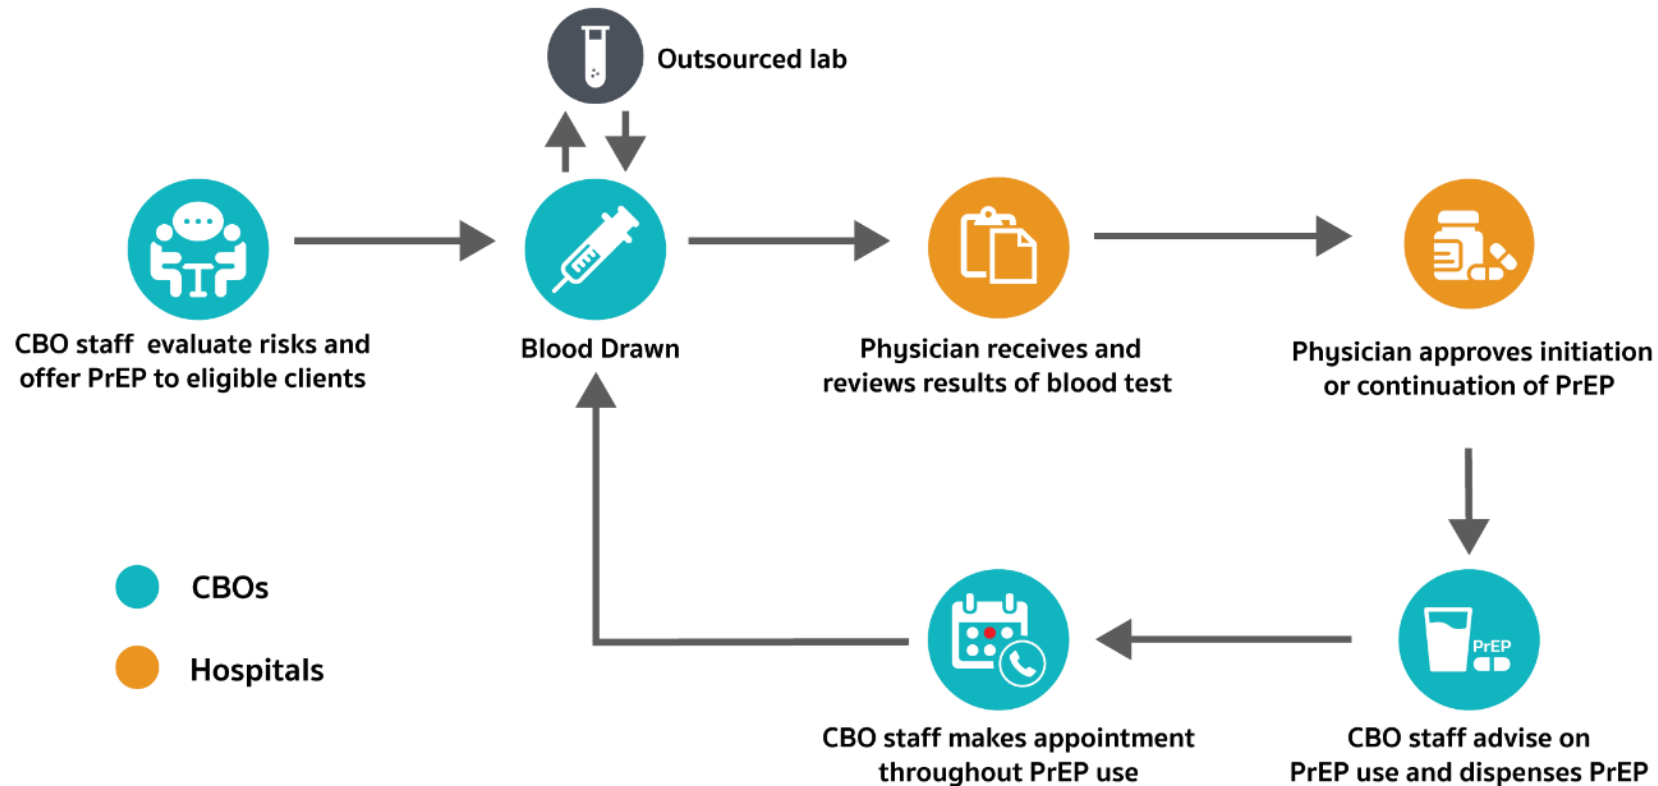 Outsourced lab
CBO staff evaluate risks and
offer PrEP to eligible clients
Blood Drawn
Physician receives and
reviews results of blood test
Physician approves initiation
or continuation of PrEP
CBOs
Hospitals
PrEP
CBO staff makes appointment
throughout PrEP use
CBO staff advise on
PrEP use and dispenses PrEP